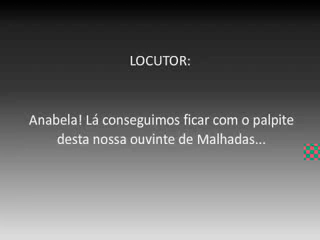 LOCUTOR:
Anabela! Lá conseguimos ficar com o palpite
desta nossa ouvinte de Malhadas...